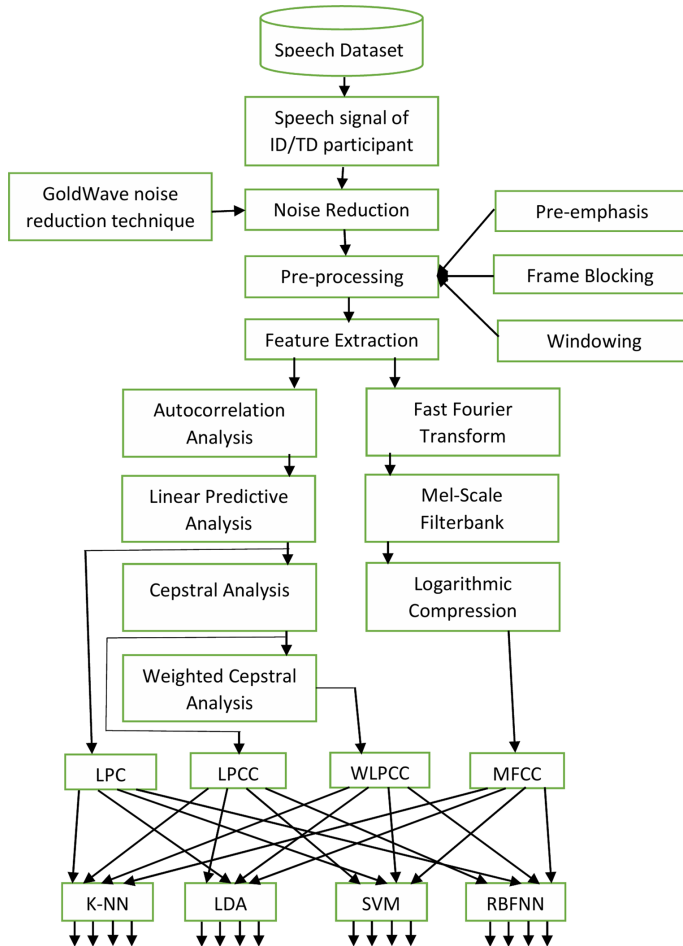 Speech Dataset
Speech signal of
ID/TD participant
GoldWave noise
reduction technique
Noise Reduction
Pre-emphasis
Pre-processing
Frame Blocking
Windowing
Feature Extraction
Autocorrelation
Analysis
Fast Fourier
Transform
Linear Predictive
Analysis
Mel-Scale
Filterbank
Cepstral Analysis
Logarithmic
Compression
Weighted Cepstral
Analysis
LPC
LPCC
WLPCC
MFCC
K-NN
LDA
SVM
RBFNN